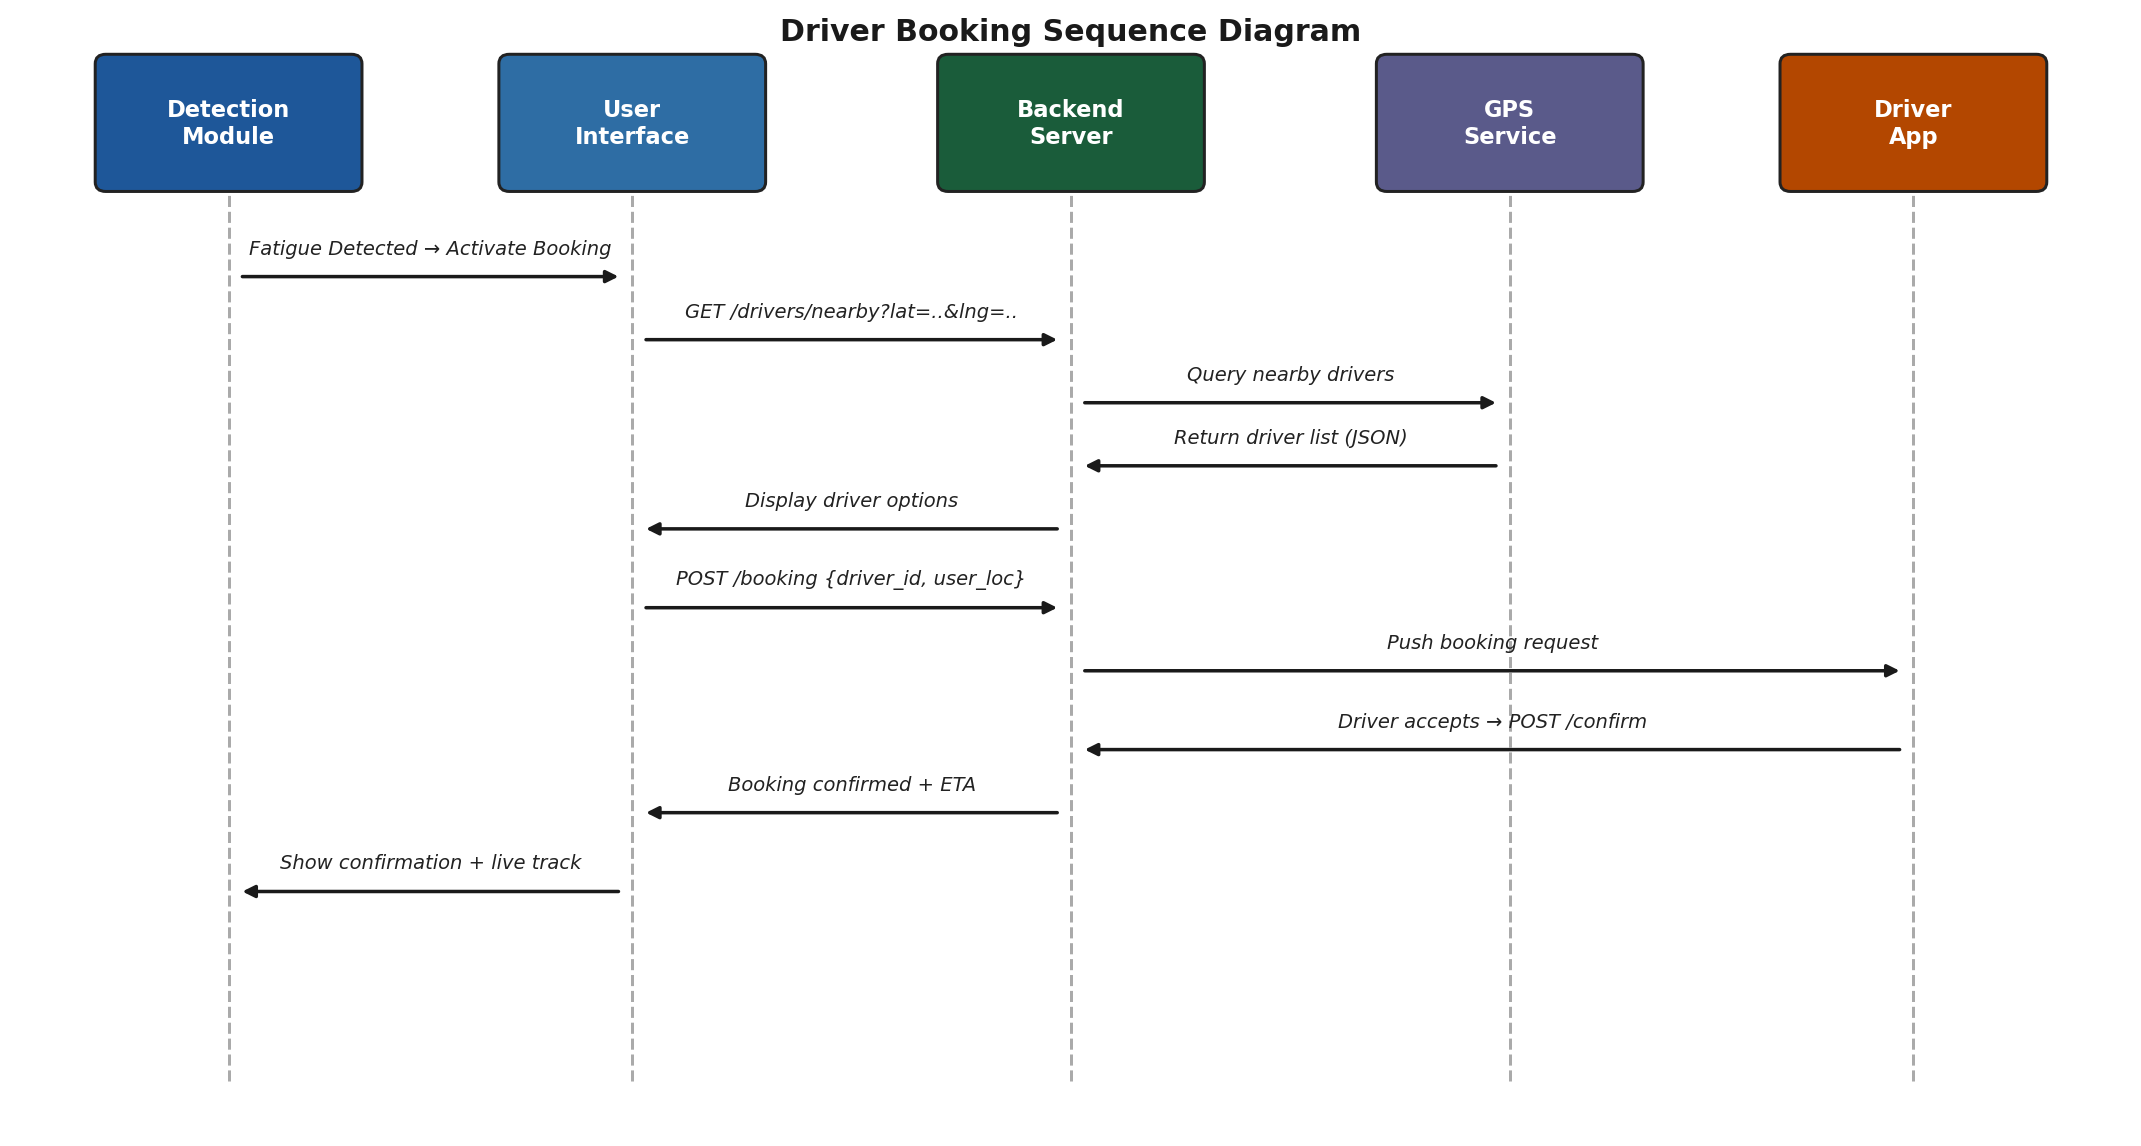 Driver Booking Sequence Diagram
Detection
Module
User
Interface
Backend
Server
GPS
Service
Driver
App
Fatigue Detected → Activate Booking
GET /drivers/nearby?lat=..&lng=..
Query nearby drivers
Return driver list (JSON)
Display driver options
POST /booking {driver_id, user_loc}
Push booking request
Driver accepts → POST /confirm
Booking confirmed + ETA
Show confirmation + live track